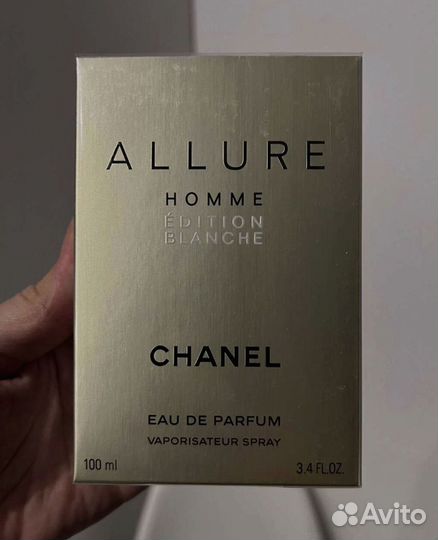 ALLURE
HOMME
ÉDITION
BLANCHE
CHANEL
EAU DE PARFUM
VAPORISATEUR SPRAY
100 ml 3.4 FL.OZ.
Avito